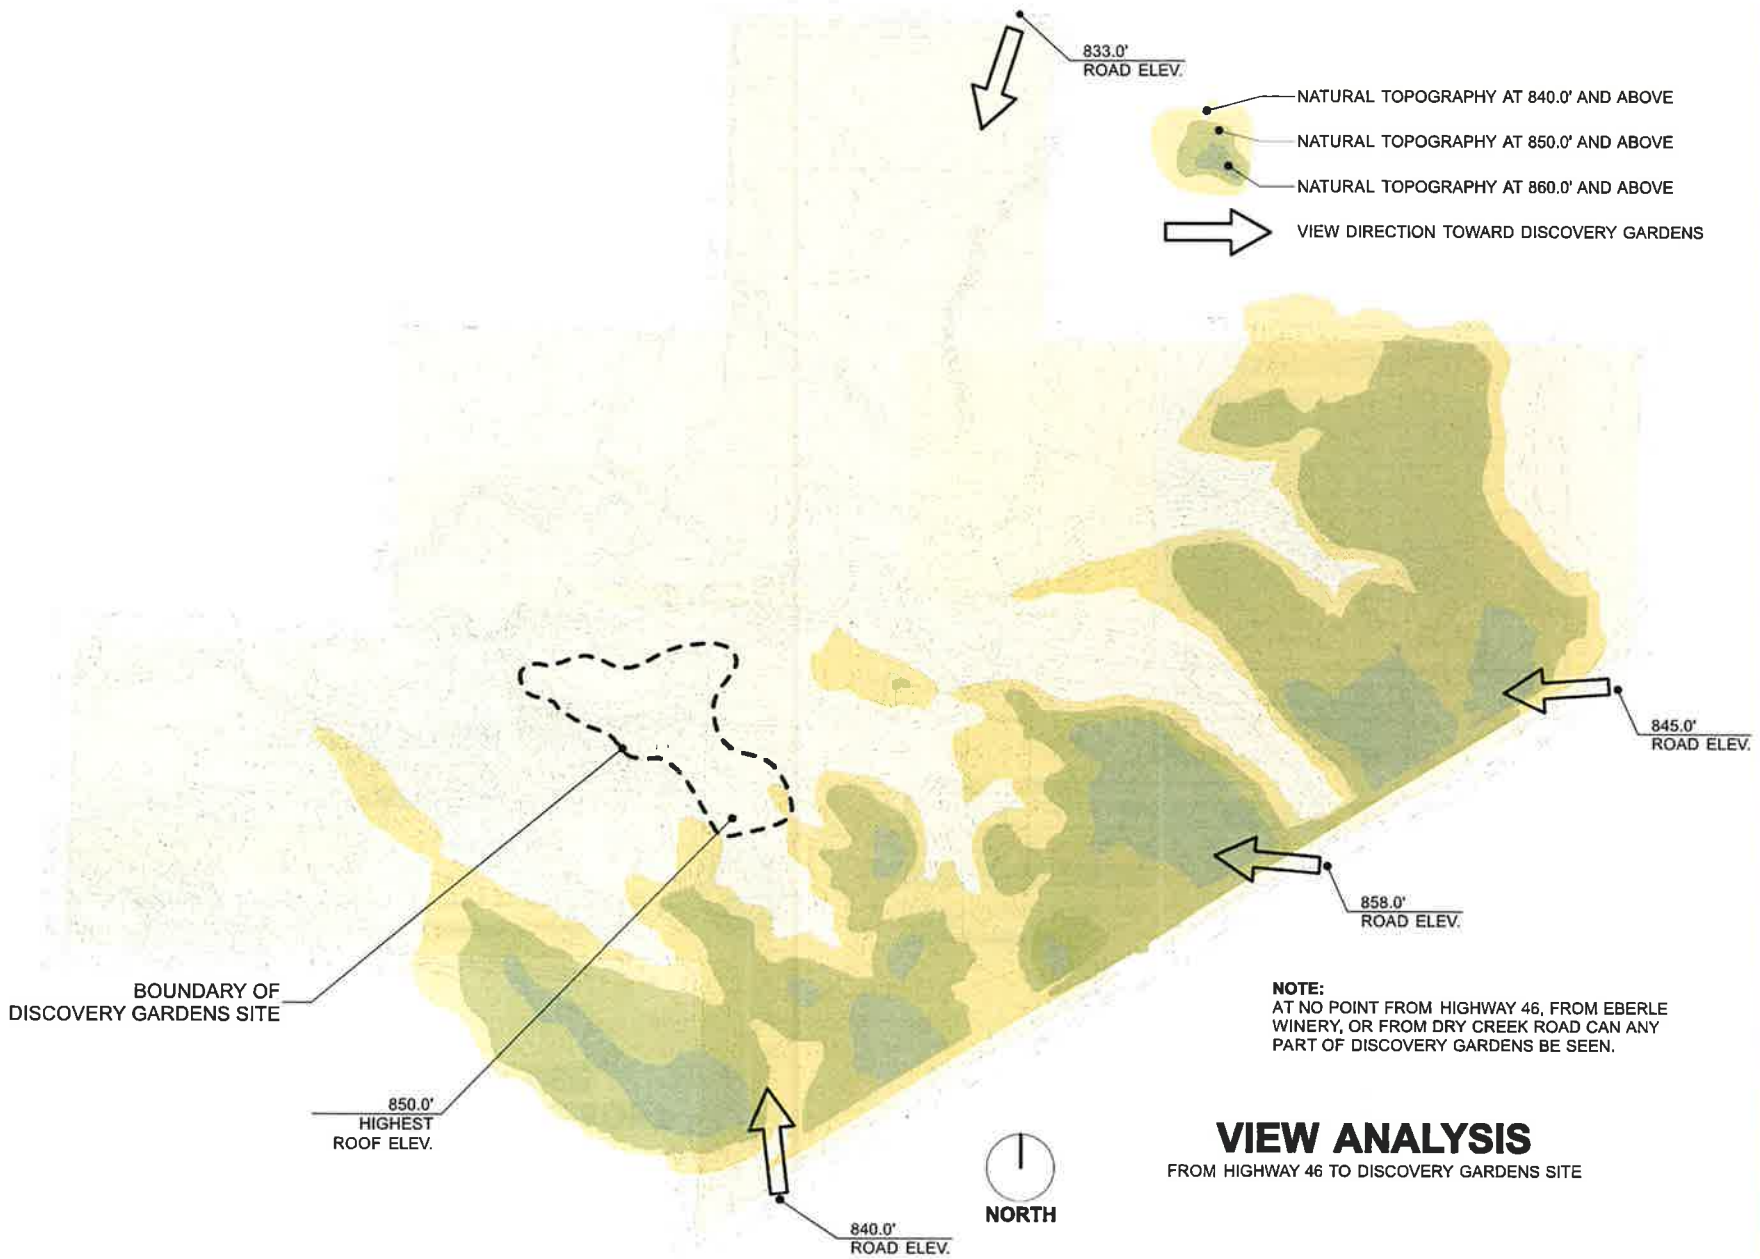 833.0'
ROAD ELEV.
NATURAL TOPOGRAPHY AT 840.0' AND ABOVE
NATURAL TOPOGRAPHY AT 850.0' AND ABOVE
NATURAL TOPOGRAPHY AT 860.0' AND ABOVE
VIEW DIRECTION TOWARD DISCOVERY GARDENS
845.0'
ROAD ELEV.
858.0'
ROAD ELEV.
BOUNDARY OF
DISCOVERY GARDENS SITE
NOTE:
AT NO POINT FROM HIGHWAY 46, FROM EBERLE
WINERY, OR FROM DRY CREEK ROAD CAN ANY
PART OF DISCOVERY GARDENS BE SEEN.
850.0'
HIGHEST
ROOF ELEV.
VIEW ANALYSIS
FROM HIGHWAY 46 TO DISCOVERY GARDENS SITE
NORTH
840.0'
ROAD ELEV.